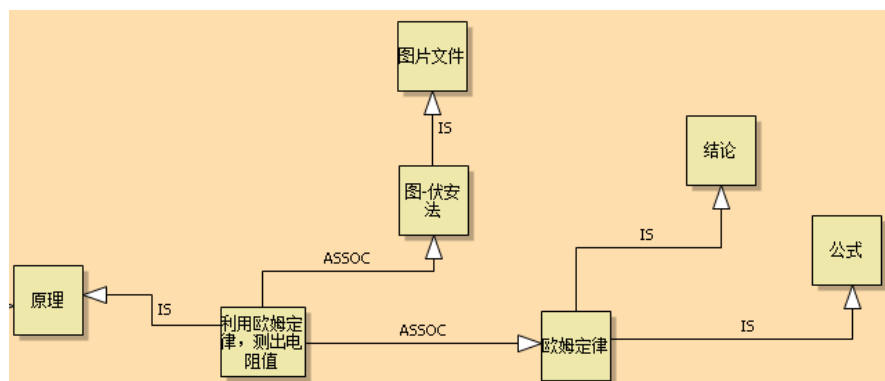 图片文件
IS
结论
图-伏安
法
公式
IS
ASSOC
原理
IS
利用欧姆定
律，测出电
阻值
ASSOC
欧姆定律
IS